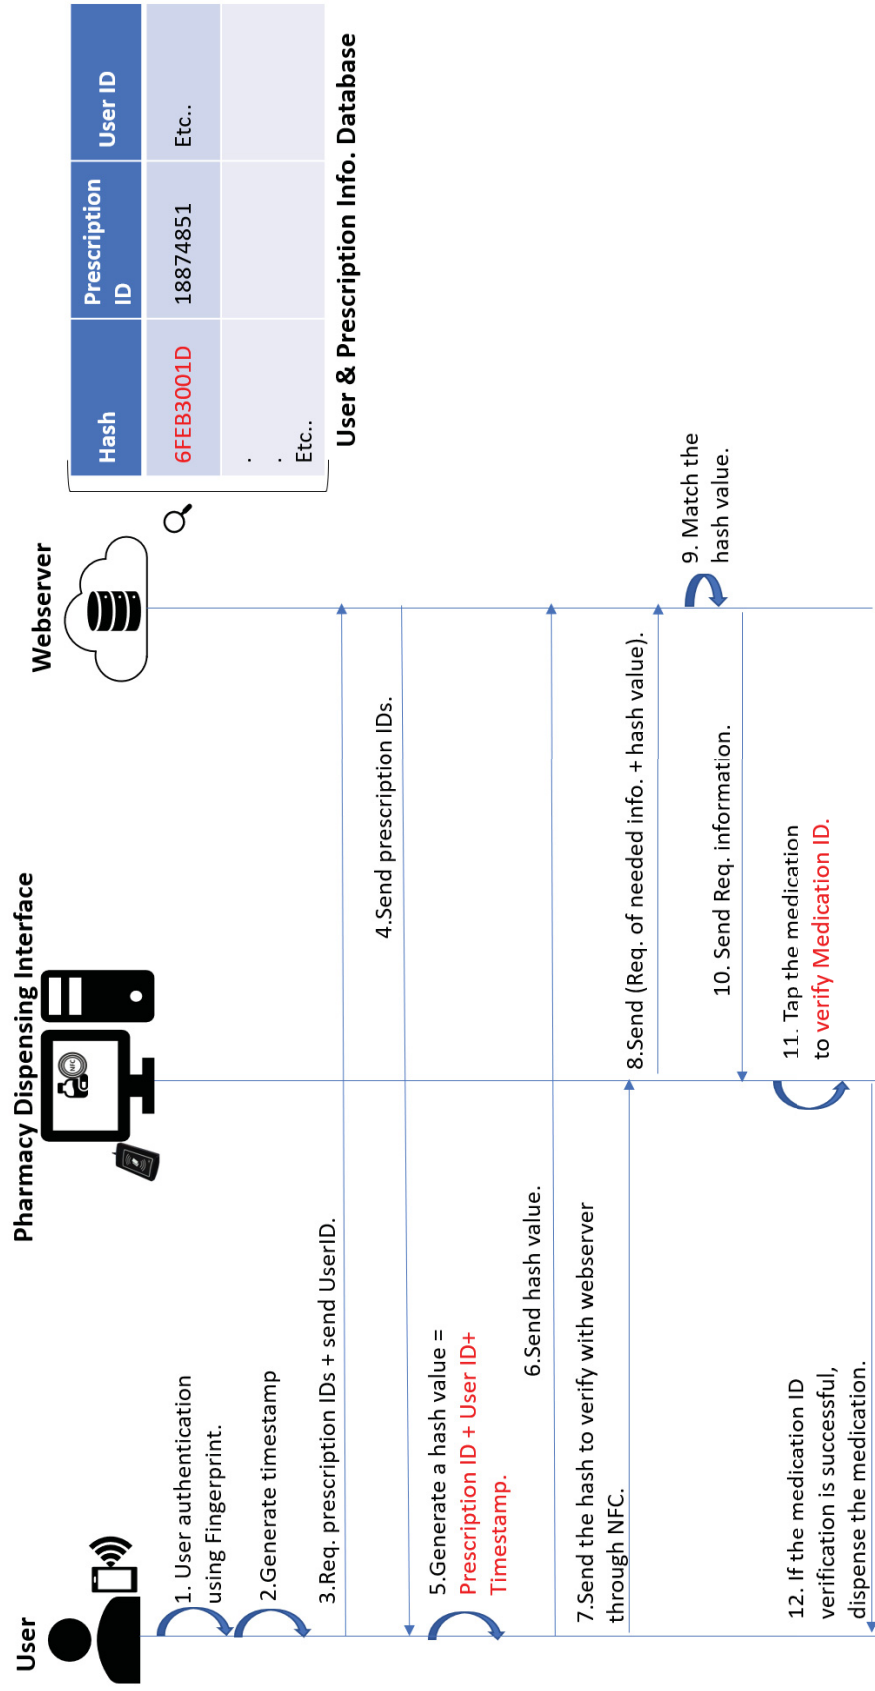 User
Pharmacy Dispensing Interface
Webserver
NFC
Hash
Prescription
ID
User ID
6FEB3001D
18874851
Etc..
.
.
Etc..
User & Prescription Info. Database
1. User authentication
using Fingerprint.
2.Generate timestamp
3.Req. prescription IDs + send UserID.
4.Send prescription IDs.
5.Generate a hash value =
Prescription ID + User ID+
Timestamp.
6.Send hash value.
7.Send the hash to verify with webserver
through NFC.
8.Send (Req. of needed info. + hash value).
9. Match the
hash value.
10. Send Req. information.
11. Tap the medication
to verify Medication ID.
12. If the medication ID
verification is successful,
dispense the medication.